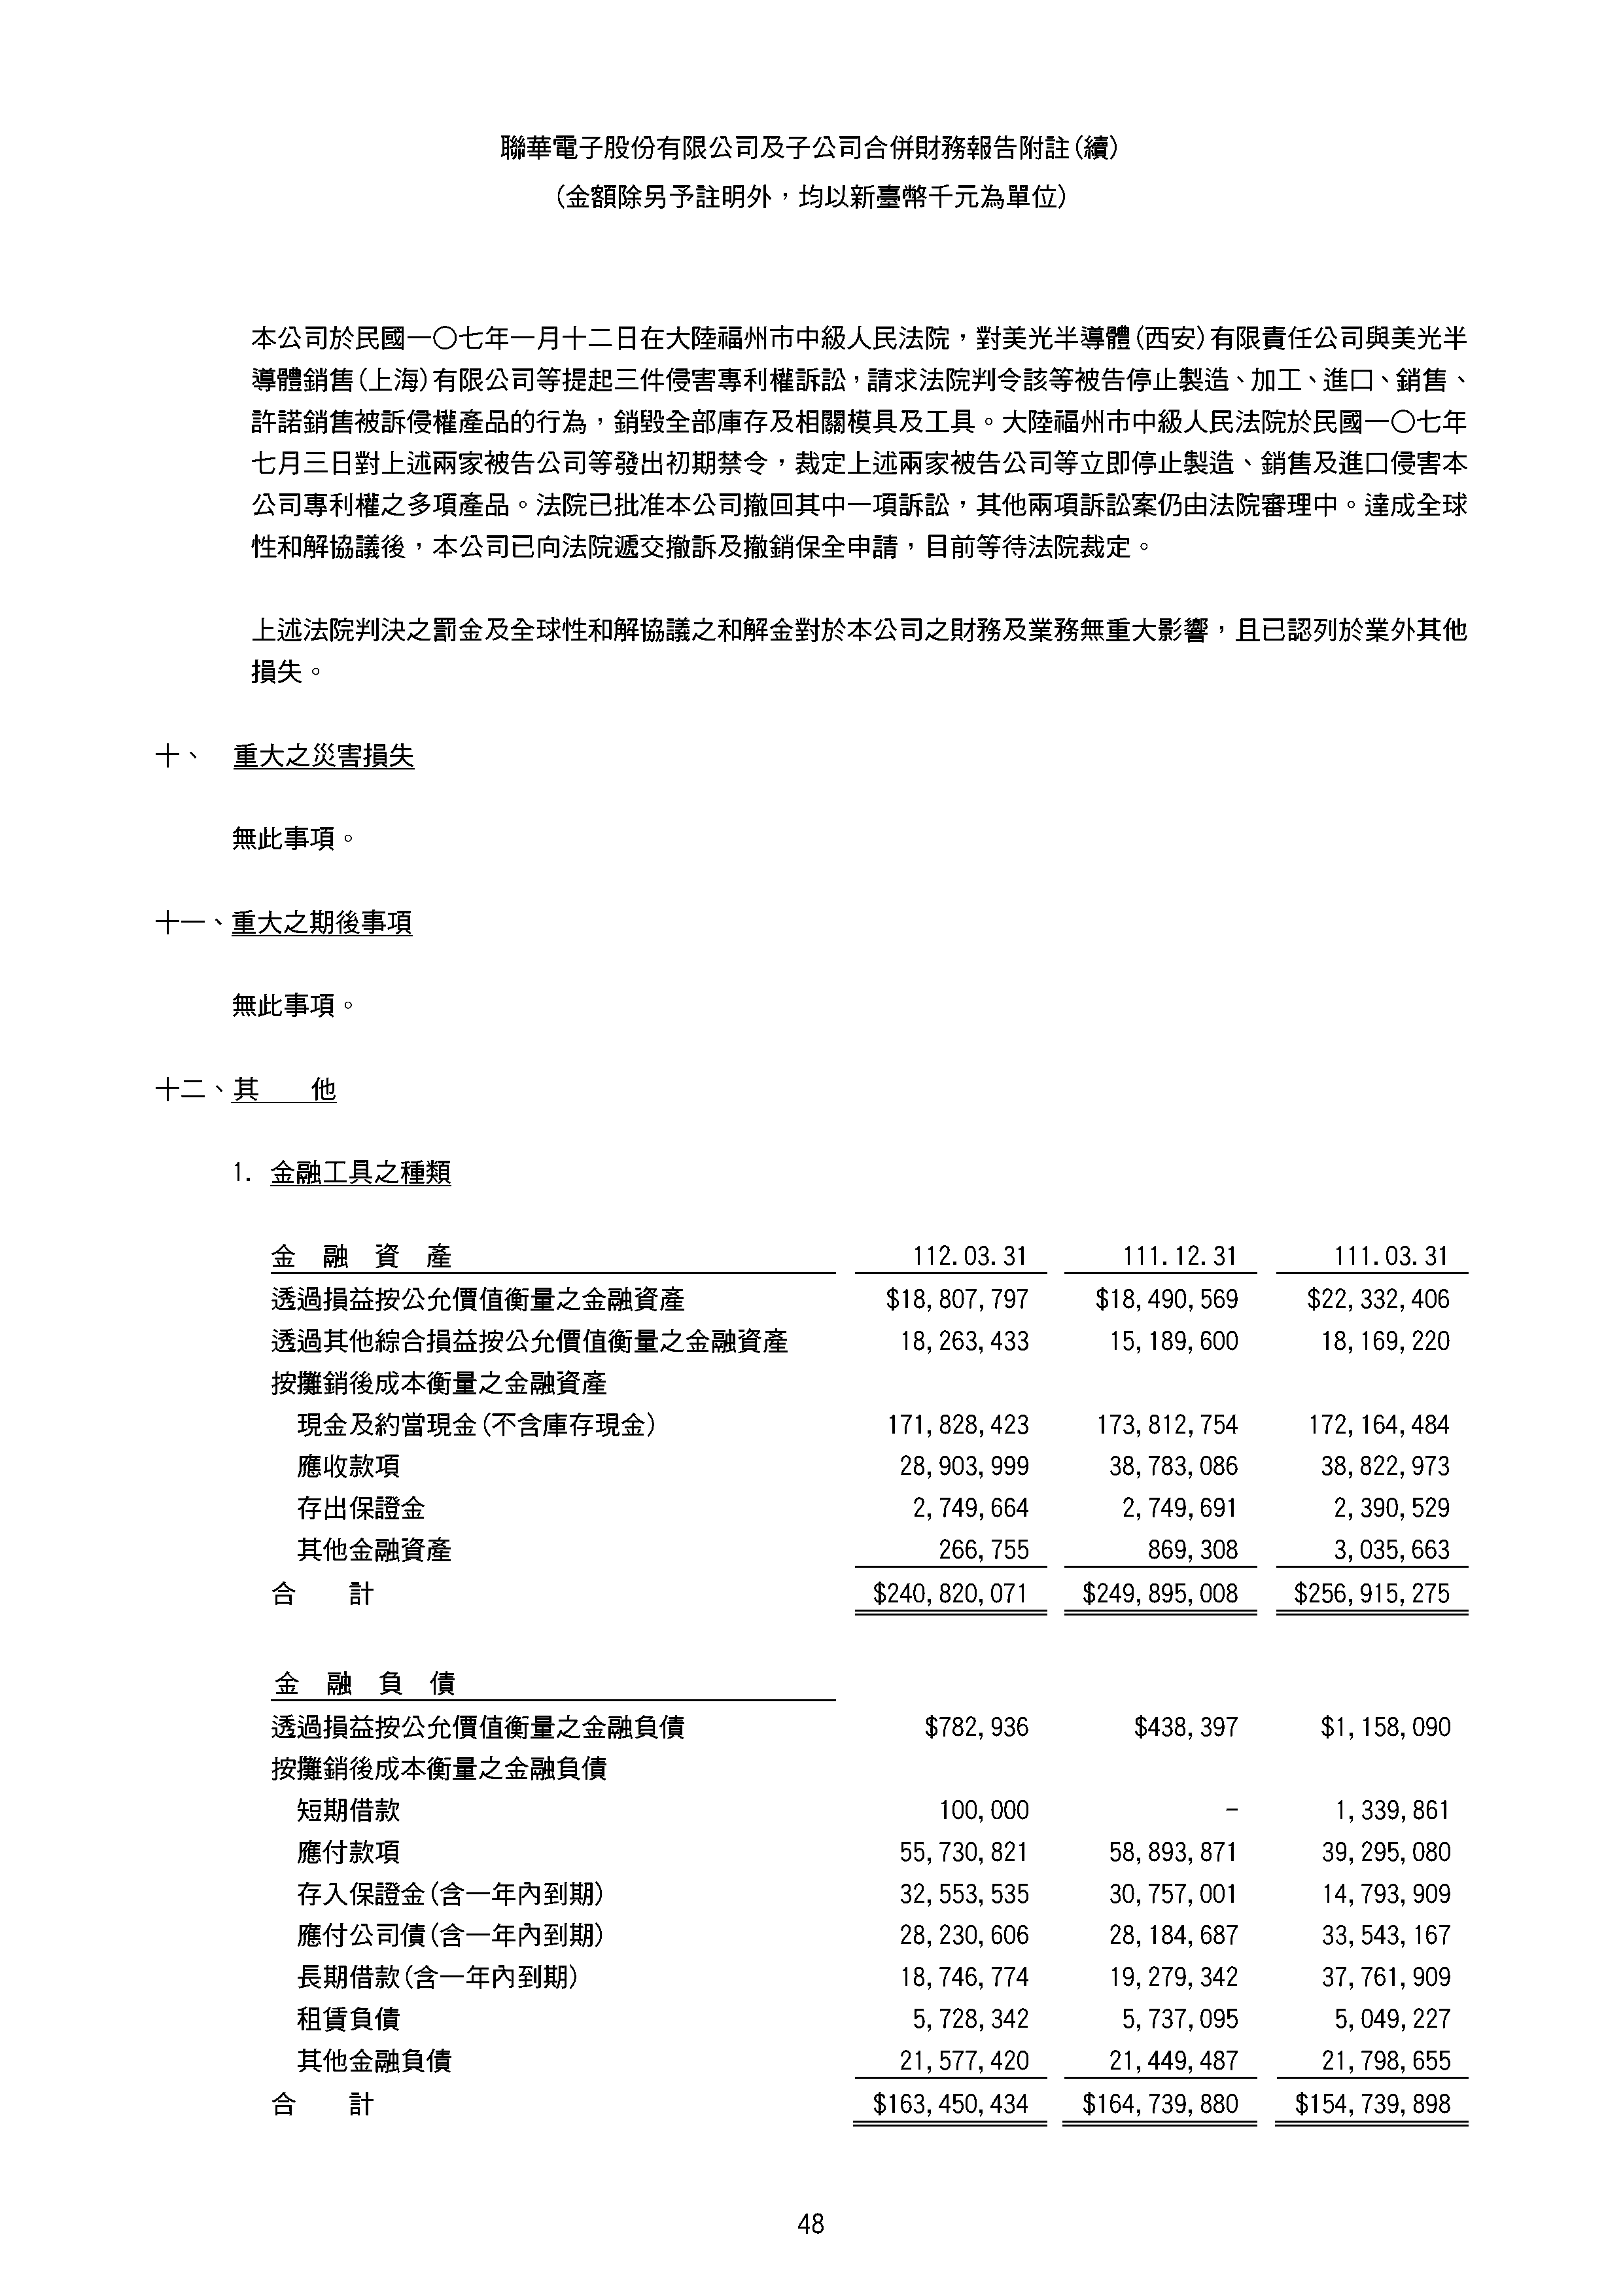 聯華電子股份有限公司及子公司合併財務報告附註(續)
(金額除另予註明外，均以新臺幣千元為單位)
本公司於民國一〇七年一月十二日在大陸福州市中級人民法院，對美光半導體(西安)有限責任公司與美光半
導體銷售(上海)有限公司等提起三件侵害專利權訴訟，請求法院判令該等被告停止製造、加工、進口、銷售、
許諾銷售被訴侵權產品的行為，銷毀全部庫存及相關模具及工具。大陸福州市中級人民法院於民國一〇七年
七月三日對上述兩家被告公司等發出初期禁令，裁定上述兩家被告公司等立即停止製造、銷售及進口侵害本
公司專利權之多項產品。法院已批准本公司撤回其中一項訴訟，其他兩項訴訟案仍由法院審理中。達成全球
性和解協議後，本公司已向法院遞交撤訴及撤銷保全申請，目前等待法院裁定。
上述法院判決之罰金及全球性和解協議之和解金對於本公司之財務及業務無重大影響，且已認列於業外其他
損失。
十、 重大之災害損失
無此事項。
十一、重大之期後事項
無此事項。
十二、其 他
1. 金融工具之種類
金 融 資 產 112.03.31 111.12.31 111.03.31
透過損益按公允價值衡量之金融資產 $18,807,797 $18,490,569 $22,332,406
透過其他綜合損益按公允價值衡量之金融資產 18,263,433 15,189,600 18,169,220
按攤銷後成本衡量之金融資產
現金及約當現金(不含庫存現金) 171,828,423 173,812,754 172,164,484
應收款項 28,903,999 38,783,086 38,822,973
存出保證金 2,749,664 2,749,691 2,390,529
其他金融資產 266,755 869,308 3,035,663
合 計 $240,820,071 $249,895,008 $256,915,275
金 融 負 債
透過損益按公允價值衡量之金融負債 $782,936 $438,397 $1,158,090
按攤銷後成本衡量之金融負債
短期借款 100,000 - 1,339,861
應付款項 55,730,821 58,893,871 39,295,080
存入保證金(含一年內到期) 32,553,535 30,757,001 14,793,909
應付公司債(含一年內到期) 28,230,606 28,184,687 33,543,167
長期借款(含一年內到期) 18,746,774 19,279,342 37,761,909
租賃負債 5,728,342 5,737,095 5,049,227
其他金融負債 21,577,420 21,449,487 21,798,655
合 計 $163,450,434 $164,739,880 $154,739,898
48